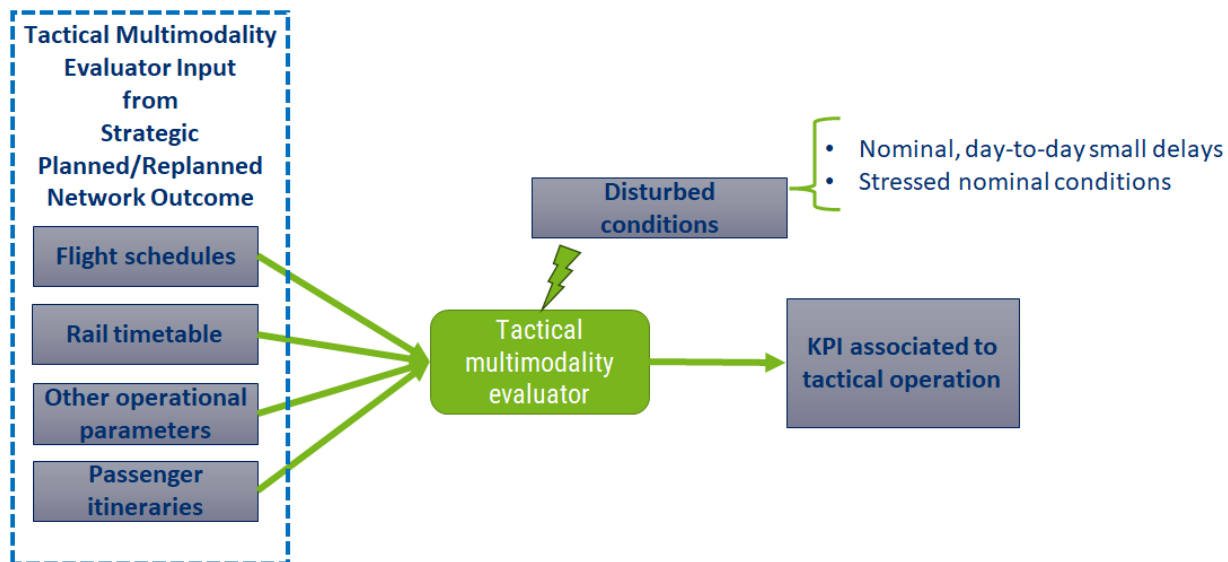 Tactical Multimodality
Evaluator Input
from
Strategic
Planned/Replanned
Network Outcome
Flight schedules
Rail timetable
Other operational
parameters
Passenger
itineraries
Tactical
multimodality
evaluator
Disturbed
conditions
• Nominal, day-to-day small delays
• Stressed nominal conditions
KPI associated to
tactical operation